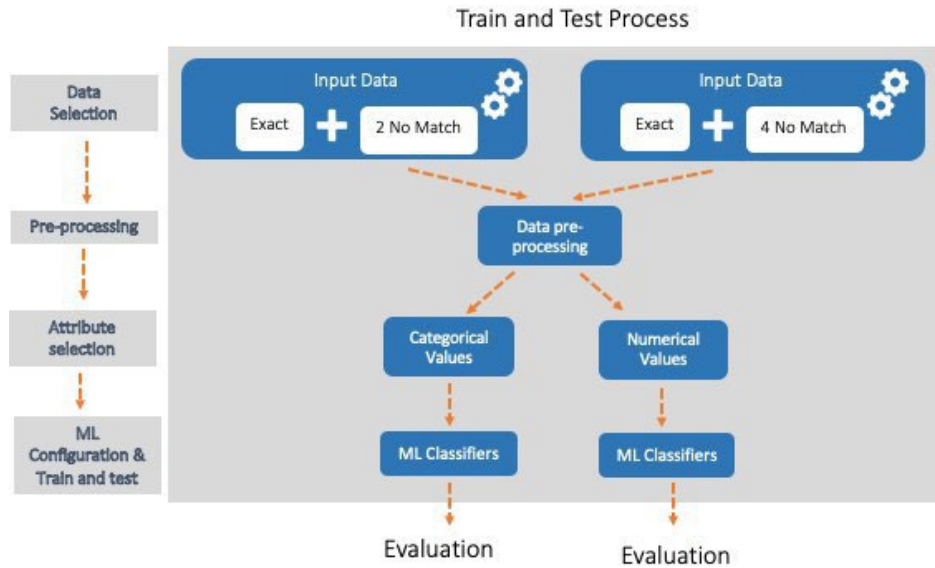 Train and Test Process
Data
Selection
Input Data
Exact
2 No Match
Input Data
Exact
4 No Match
Pre-processing
Data pre-
processing
Attribute
selection
Categorical
Values
Numerical
Values
ML
Configuration &
Train and test
ML Classifiers
ML Classifiers
Evaluation
Evaluation